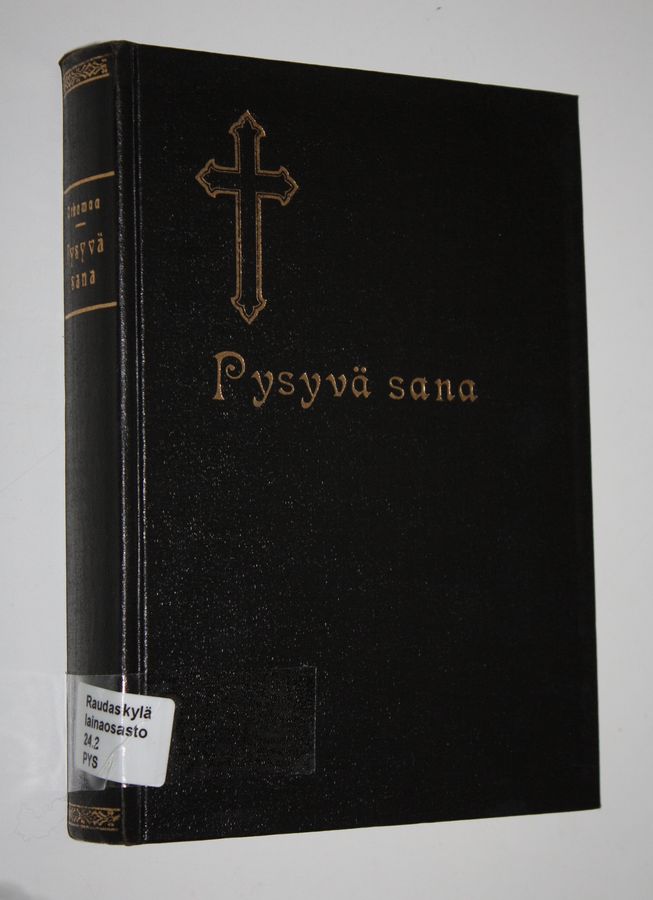 Pysyvä sana
Pysyvä
sana
Raudaskylä
lainaosasto
24.2
PYS